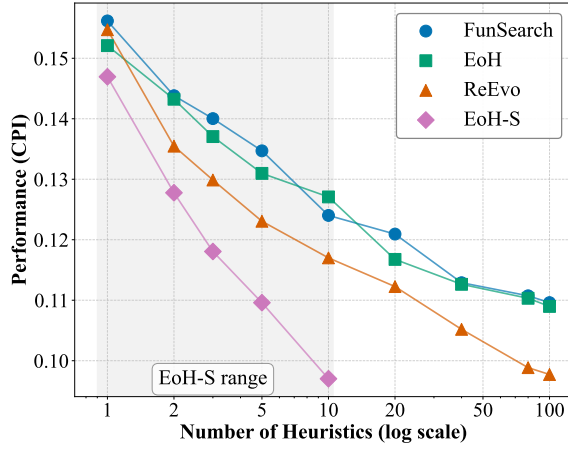 FunSearch
EoH
ReEvo
EoH-S
Performance (CPI)
0.15
0.14
0.13
0.12
0.11
0.10
EoH-S range
1
2
5
10
20
50
100
Number of Heuristics (log scale)